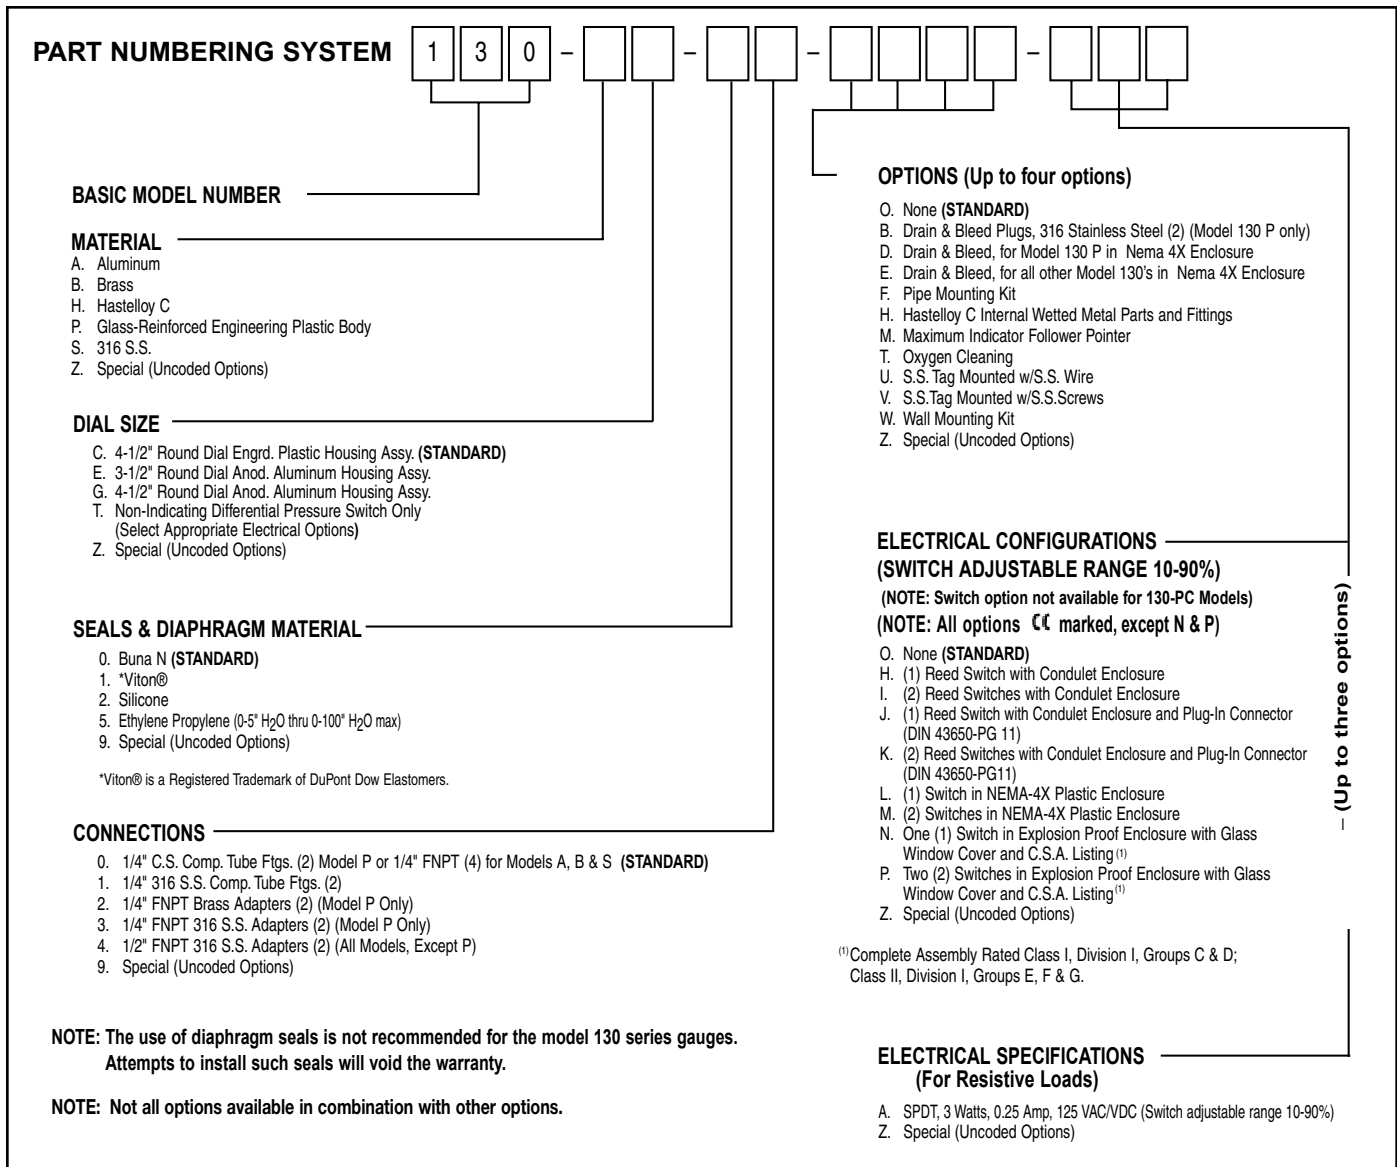 PART NUMBERING SYSTEM 1 3 0 – – – –
BASIC MODEL NUMBER
MATERIAL
A. Aluminum
B. Brass
H. Hastelloy C
P. Glass-Reinforced Engineering Plastic Body
S. 316 S.S.
Z. Special (Uncoded Options)
DIAL SIZE
C. 4-1/2" Round Dial Engrd. Plastic Housing Assy. (STANDARD)
E. 3-1/2" Round Dial Anod. Aluminum Housing Assy.
G. 4-1/2" Round Dial Anod. Aluminum Housing Assy.
T. Non-Indicating Differential Pressure Switch Only
(Select Appropriate Electrical Options)
Z. Special (Uncoded Options)
SEALS & DIAPHRAGM MATERIAL
0. Buna N (STANDARD)
1. *Viton®
2. Silicone
5. Ethylene Propylene (0-5" H2O thru 0-100" H2O max)
9. Special (Uncoded Options)
*Viton® is a Registered Trademark of DuPont Dow Elastomers.
CONNECTIONS
0. 1/4" C.S. Comp. Tube Ftgs. (2) Model P or 1/4" FNPT (4) for Models A, B & S (STANDARD)
1. 1/4" 316 S.S. Comp. Tube Ftgs. (2)
2. 1/4" FNPT Brass Adapters (2) (Model P Only)
3. 1/4" FNPT 316 S.S. Adapters (2) (Model P Only)
4. 1/2" FNPT 316 S.S. Adapters (2) (All Models, Except P)
9. Special (Uncoded Options)
NOTE: The use of diaphragm seals is not recommended for the model 130 series gauges.
Attempts to install such seals will void the warranty.
NOTE: Not all options available in combination with other options.
OPTIONS (Up to four options)
O. None (STANDARD)
B. Drain & Bleed Plugs, 316 Stainless Steel (2) (Model 130 P only)
D. Drain & Bleed, for Model 130 P in Nema 4X Enclosure
E. Drain & Bleed, for all other Model 130's in Nema 4X Enclosure
F. Pipe Mounting Kit
H. Hastelloy C Internal Wetted Metal Parts and Fittings
M. Maximum Indicator Follower Pointer
T. Oxygen Cleaning
U. S.S. Tag Mounted w/S.S. Wire
V. S.S.Tag Mounted w/S.S.Screws
W. Wall Mounting Kit
Z. Special (Uncoded Options)
ELECTRICAL CONFIGURATIONS
(SWITCH ADJUSTABLE RANGE 10-90%)
(NOTE: Switch option not available for 130-PC Models)
(NOTE: All options CE marked, except N & P)
O. None (STANDARD)
H. (1) Reed Switch with Condulet Enclosure
I. (2) Reed Switches with Condulet Enclosure
J. (1) Reed Switch with Condulet Enclosure and Plug-In Connector
(DIN 43650-PG 11)
K. (2) Reed Switches with Condulet Enclosure and Plug-In Connector
(DIN 43650-PG11)
L. (1) Switch in NEMA-4X Plastic Enclosure
M. (2) Switches in NEMA-4X Plastic Enclosure
N. One (1) Switch in Explosion Proof Enclosure with Glass
Window Cover and C.S.A. Listing (1)
P. Two (2) Switches in Explosion Proof Enclosure with Glass
Window Cover and C.S.A. Listing (1)
Z. Special (Uncoded Options)
(1) Complete Assembly Rated Class I, Division I, Groups C & D;
Class II, Division I, Groups E, F & G.
– (Up to three options) –
ELECTRICAL SPECIFICATIONS
(For Resistive Loads)
A. SPDT, 3 Watts, 0.25 Amp, 125 VAC/VDC (Switch adjustable range 10-90%)
Z. Special (Uncoded Options)